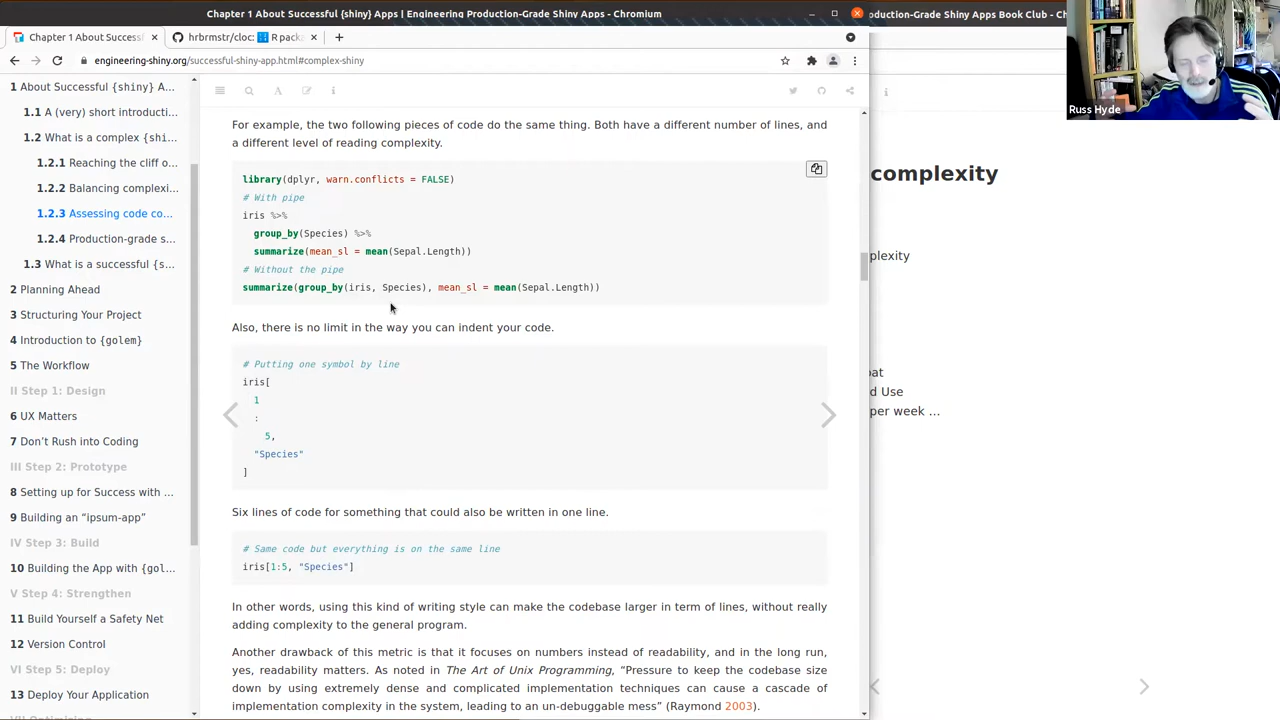 Chapter 1 About Successful {shiny} Apps | Engineering Production-Grade Shiny Apps - Chromium
oduction-Grade Shiny Apps Book Club - Ch
Chapter 1 About Successf
hrbrmstr/cloc: R pack
engineering-shiny.org/successful-shiny-app.html#complex-shiny
Russ Hyde
1 About Successful {shiny} A...
1.1 A (very) short introducti...
1.2 What is a complex {shi...
1.2.1 Reaching the cliff o...
1.2.2 Balancing complexi...
1.2.3 Assessing code co...
1.2.4 Production-grade s...
1.3 What is a successful {s...
2 Planning Ahead
3 Structuring Your Project
4 Introduction to {golem}
5 The Workflow
II Step 1: Design
6 UX Matters
7 Don't Rush into Coding
III Step 2: Prototype
8 Setting up for Success with ...
9 Building an “ipsum-app”
IV Step 3: Build
10 Building the App with {gol...
V Step 4: Strengthen
11 Build Yourself a Safety Net
12 Version Control
VI Step 5: Deploy
13 Deploy Your Application
VII Optimizing
For example, the two following pieces of code do the same thing. Both have a different number of lines, and
a different level of reading complexity.
library(dplyr, warn.conflicts = FALSE)
# With pipe
iris %>%
group_by(Species) %>%
summarize(mean_sl = mean(Sepal.Length))
# Without the pipe
summarize(group_by(iris, Species), mean_sl = mean(Sepal.Length))
Also, there is no limit in the way you can indent your code.
# Putting one symbol by line
iris[
1
:
5,
"Species"
]
Six lines of code for something that could also be written in one line.
# Same code but everything is on the same line
iris[1:5, "Species"]
In other words, using this kind of writing style can make the codebase larger in term of lines, without really
adding complexity to the general program.
Another drawback of this metric is that it focuses on numbers instead of readability, and in the long run,
yes, readability matters. As noted in The Art of Unix Programming, “Pressure to keep the codebase size
down by using extremely dense and complicated implementation techniques can cause a cascade of
implementation complexity in the system, leading to an un-debuggable mess” (Raymond 2003).
complexity
plexity
at
d Use
per week ...